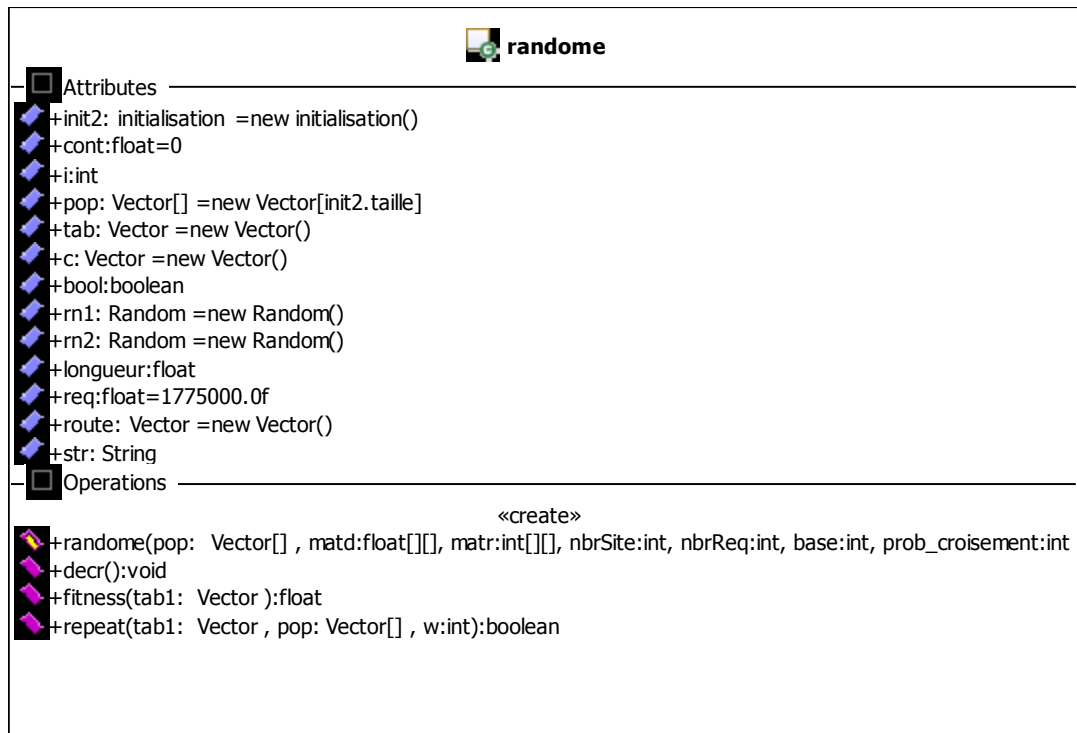 randome
Attributes
+init2: initialisation =new initialisation()
+cont:float=0
+i:int
+pop: Vector[] =new Vector[init2.taille]
+tab: Vector =new Vector()
+c: Vector =new Vector()
+bool:boolean
+rn1: Random =new Random()
+rn2: Random =new Random()
+longueur:float
+req:float=1775000.0f
+route: Vector =new Vector()
+str: String
Operations
«create»
+randome(pop: Vector[] , matd:float[][], matr:int[][], nbrSite:int, nbrReq:int, base:int, prob_croisement:int
+decr():void
+fitness(tab1: Vector ):float
+repeat(tab1: Vector , pop: Vector[] , w:int):boolean